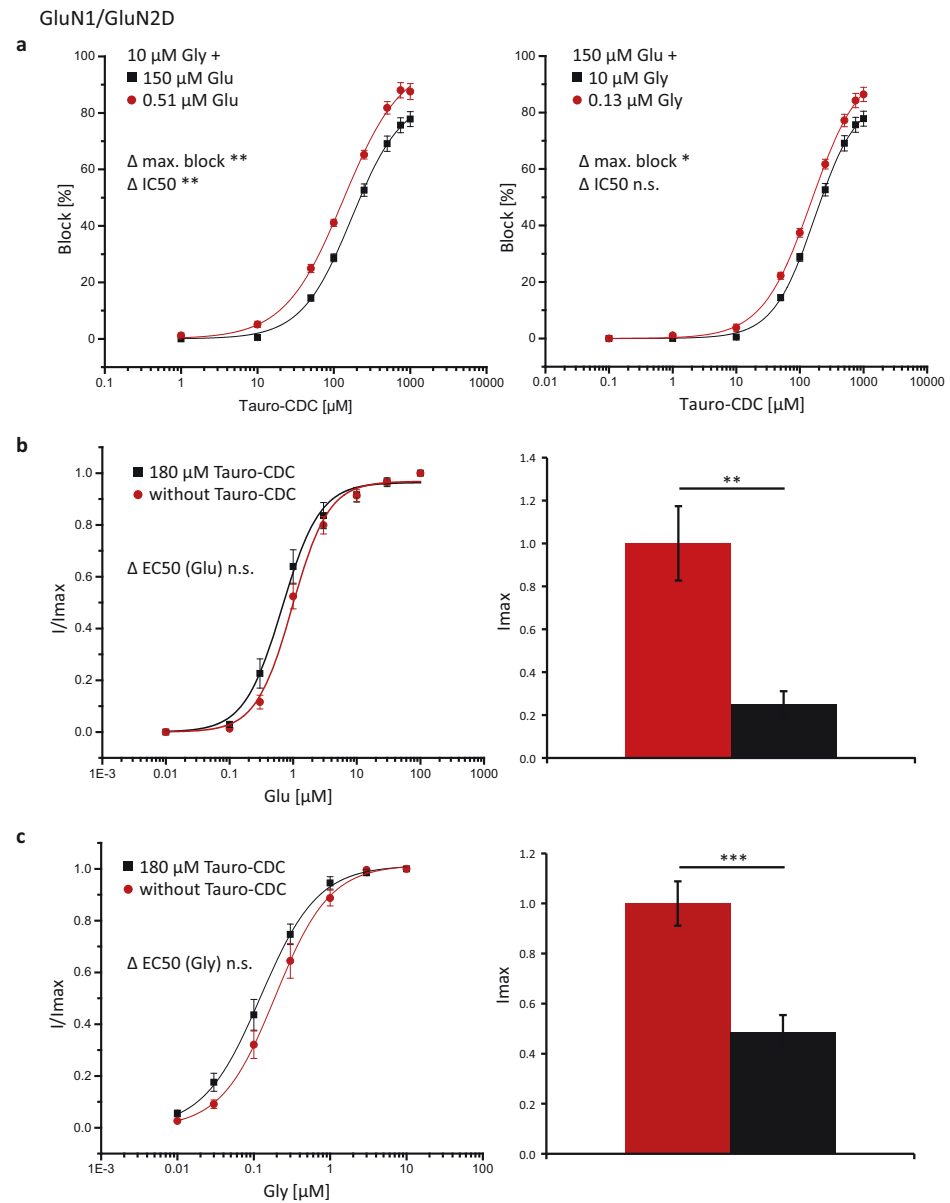 GluN1/GluN2D
a
10 µM Gly +
150 µM Glu
0.51 µM Glu
Δ max. block **
Δ IC50 **
Block [%]
100
80
60
40
20
0
0.1
1
10
100
1000
10000
Tauro-CDC [µM]
150 µM Glu +
10 µM Gly
0.13 µM Gly
Δ max. block *
Δ IC50 n.s.
Block [%]
100
80
60
40
20
0
0.01
0.1
1
10
100
1000
10000
Tauro-CDC [µM]
b
180 µM Tauro-CDC
without Tauro-CDC
Δ EC50 (Glu) n.s.
I/Imax
1.0
0.8
0.6
0.4
0.2
0.0
1E-3
0.01
0.1
1
10
100
1000
Glu [µM]
**
Imax
1.4
1.2
1.0
0.8
0.6
0.4
0.2
0.0
c
180 µM Tauro-CDC
without Tauro-CDC
Δ EC50 (Gly) n.s.
I/Imax
1.0
0.8
0.6
0.4
0.2
0.0
1E-3
0.01
0.1
1
10
100
Gly [µM]
***
Imax
1.2
1.0
0.8
0.6
0.4
0.2
0.0